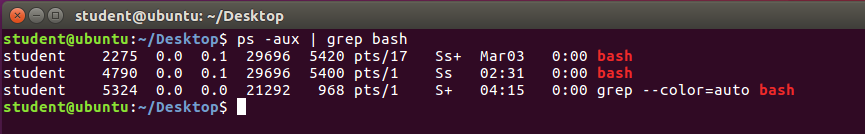 student@ubuntu: ~/Desktop
student@ubuntu:~/Desktop$ ps -aux | grep bash
student    2275  0.0  0.1  29696  5420 pts/17   Ss+  Mar03   0:00 bash
student    4790  0.0  0.1  29696  5400 pts/1    Ss   02:31   0:00 bash
student    5324  0.0  0.0  21292   968 pts/1    S+   04:15   0:00 grep --color=auto bash
student@ubuntu:~/Desktop$